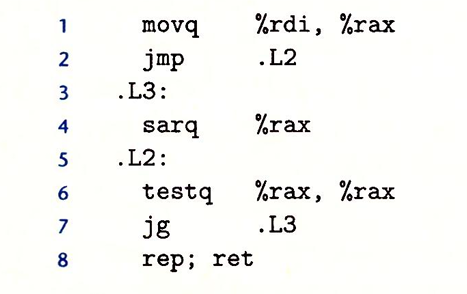 1 movq %rdi, %rax
2 jmp .L2
3 .L3:
4 sarq %rax
5 .L2:
6 testq %rax, %rax
7 jg .L3
8 rep; ret